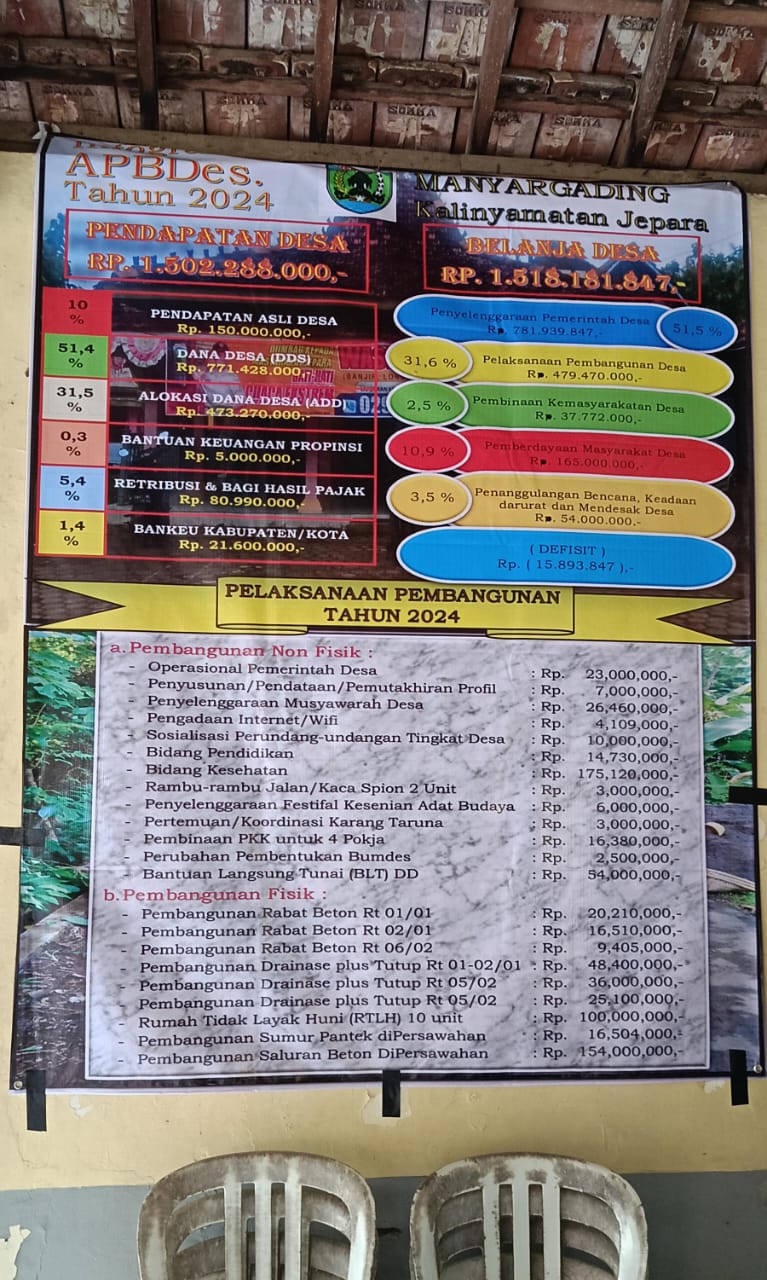 APBDes.
Tahun 2024
MANYARGADING
Kalinyamatan Jepara
PENDAPATAN DESA
RP. 1.502.288.000,-
BELANJA DESA
RP. 1.518.181.847,-
10 %
PENDAPATAN ASLI DESA
Rp. 150.000.000,-
51,4 %
DANA DESA (DDS)
Rp. 771.428.000,-
31,5 %
ALOKASI DANA DESA (ADD)
Rp. 473.270.000,-
0,3 %
BANTUAN KEUANGAN PROPINSI
Rp. 5.000.000,-
5,4 %
RETRIBUSI & BAGI HASIL PAJAK
Rp. 80.990.000,-
1,4 %
BANKEU KABUPATEN/KOTA
Rp. 21.600.000,-
Penyelenggaraan Pemerintah Desa
Rp. 781.939.847,-
51,5 %
31,6 %
Pelaksanaan Pembangunan Desa
Rp. 479.470.000,-
2,5 %
Pembinaan Kemasyarakatan Desa
Rp. 37.772.000,-
10,9 %
Pemberdayaan Masyarakat Desa
Rp. 165.000.000,-
3,5 %
Penanggulangan Bencana, Keadaan
darurat dan Mendesak Desa
Rp. 54.000.000.-
( DEFISIT )
Rp. ( 15.893.847 ),-
PELAKSANAAN PEMBANGUNAN
TAHUN 2024
a. Pembangunan Non Fisik :
- Operasional Pemerintah Desa : Rp. 23,000,000,-
- Penyusunan/Pendataan/Pemutakhiran Profil : Rp. 7,000,000,-
- Penyelenggaraan Musyawarah Desa : Rp. 26,460,000,-
- Pengadaan Internet/Wifi : Rp. 4,109,000,-
- Sosialisasi Perundang-undangan Tingkat Desa : Rp. 10,000,000,-
- Bidang Pendidikan : Rp. 14,730,000,-
- Bidang Kesehatan : Rp. 175,120,000,-
- Rambu-rambu Jalan/Kaca Spion 2 Unit : Rp. 3,000,000,-
- Penyelenggaraan Festifal Kesenian Adat Budaya : Rp. 6,000,000,-
- Pertemuan/Koordinasi Karang Taruna : Rp. 3,000,000,-
- Pembinaan PKK untuk 4 Pokja : Rp. 16,380,000,-
- Perubahan Pembentukan Bumdes : Rp. 2,500,000,-
- Bantuan Langsung Tunai (BLT) DD : Rp. 54,000,000,-
b. Pembangunan Fisik :
- Pembangunan Rabat Beton Rt 01/01 : Rp. 20,210,000,-
- Pembangunan Rabat Beton Rt 02/01 : Rp. 16,510,000,-
- Pembangunan Rabat Beton Rt 06/02 : Rp. 9,405,000,-
- Pembangunan Drainase plus Tutup Rt 01-02/01 : Rp. 48,400,000,-
- Pembangunan Drainase plus Tutup Rt 05/02 : Rp. 36,000,000,-
- Pembangunan Drainase plus Tutup Rt 05/02 : Rp. 25,100,000,-
- Rumah Tidak Layak Huni (RTLH) 10 unit : Rp. 100,000,000,-
- Pembangunan Sumur Pantek diPersawahan : Rp. 16,504,000,-
- Pembangunan Saluran Beton DiPersawahan : Rp. 154,000,000,-